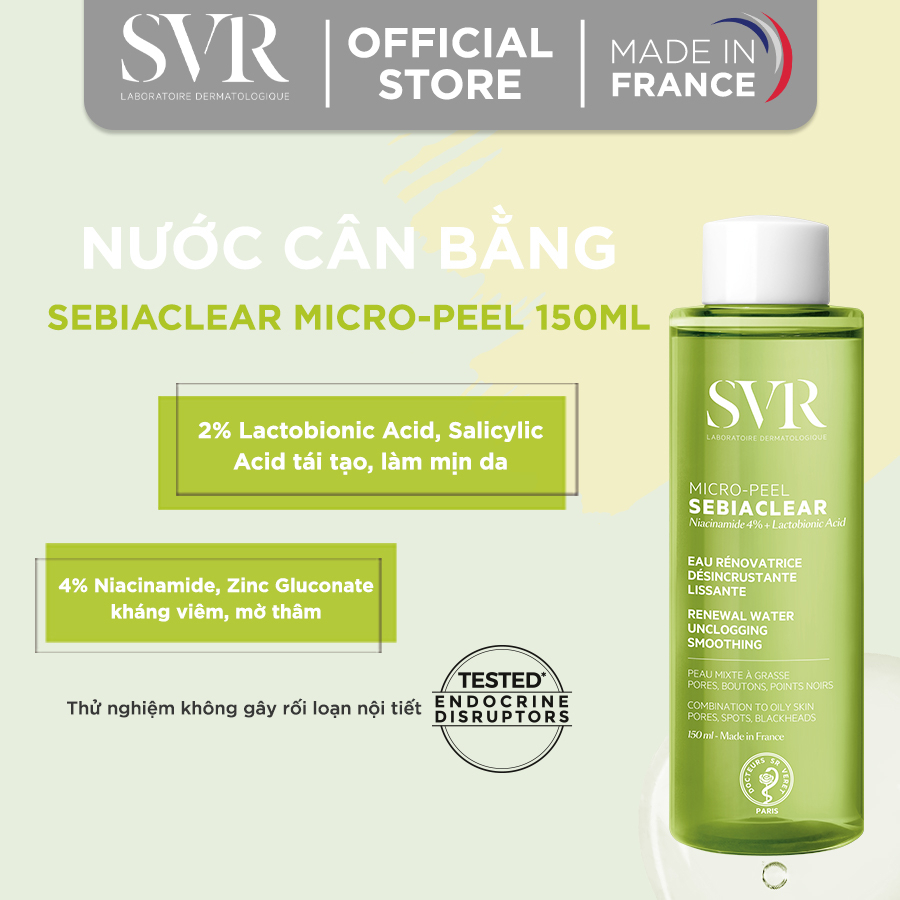 SVR
LABORATOIRE DERMATOLOGIQUE
OFFICIAL
STORE
MADE IN
FRANCE
NƯỚC CÂN BẰNG
SEBIACLEAR MICRO-PEEL 150ML
2% Lactobionic Acid, Salicylic
Acid tái tạo, làm mịn da
4% Niacinamide, Zinc Gluconate
kháng viêm, mờ thâm
Thử nghiệm không gây rối loạn nội tiết
TESTED*
ENDOCRINE
DISRUPTORS
SVR
LABORATOIRE DERMATOLOGIQUE
MICRO-PEEL
SEBIACLEAR
Niacinamide 4% + Lactobionic Acid
EAU RÉNOVATRICE
DÉSINCRUSTANTE
LISSANTE
RENEWAL WATER
UNCLOGGING
SMOOTHING
PEAU MIXTE À GRASSE
PORES, BOUTONS, POINTS NOIRS
COMBINATION TO OILY SKIN
PORES, SPOTS, BLACKHEADS
150 ml - Made in France
DOCTEURS SR VERET
PARIS